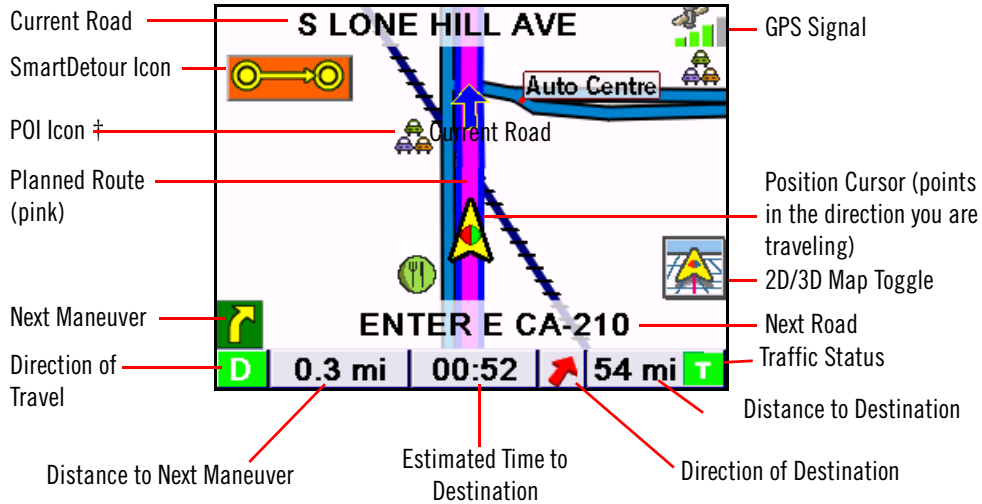 Current Road
S LONE HILL AVE
GPS Signal
SmartDetour Icon
Auto Centre
POI Icon †
Current Road
Planned Route
(pink)
Position Cursor (points
in the direction you are
traveling)
2D/3D Map Toggle
Next Maneuver
ENTER E CA-210
Next Road
Direction of
Travel
D
0.3 mi
00:52
54 mi
T
Traffic Status
Distance to Destination
Distance to Next Maneuver
Estimated Time to
Destination
Direction of Destination